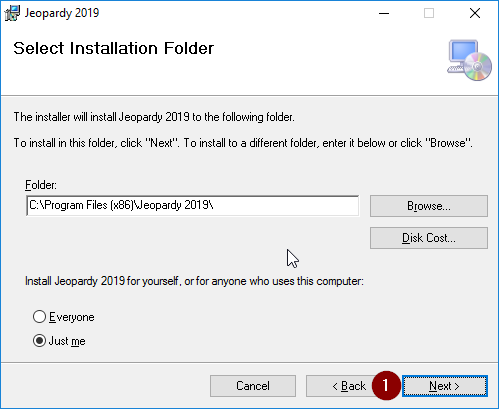 Jeopardy 2019
Select Installation Folder
The installer will install Jeopardy 2019 to the following folder.
To install in this folder, click "Next". To install to a different folder, enter it below or click "Browse".
Folder:
C:\Program Files (x86)\Jeopardy 2019\
Browse...
Disk Cost...
Install Jeopardy 2019 for yourself, or for anyone who uses this computer:
Everyone
Just me
Cancel
< Back
1
Next >